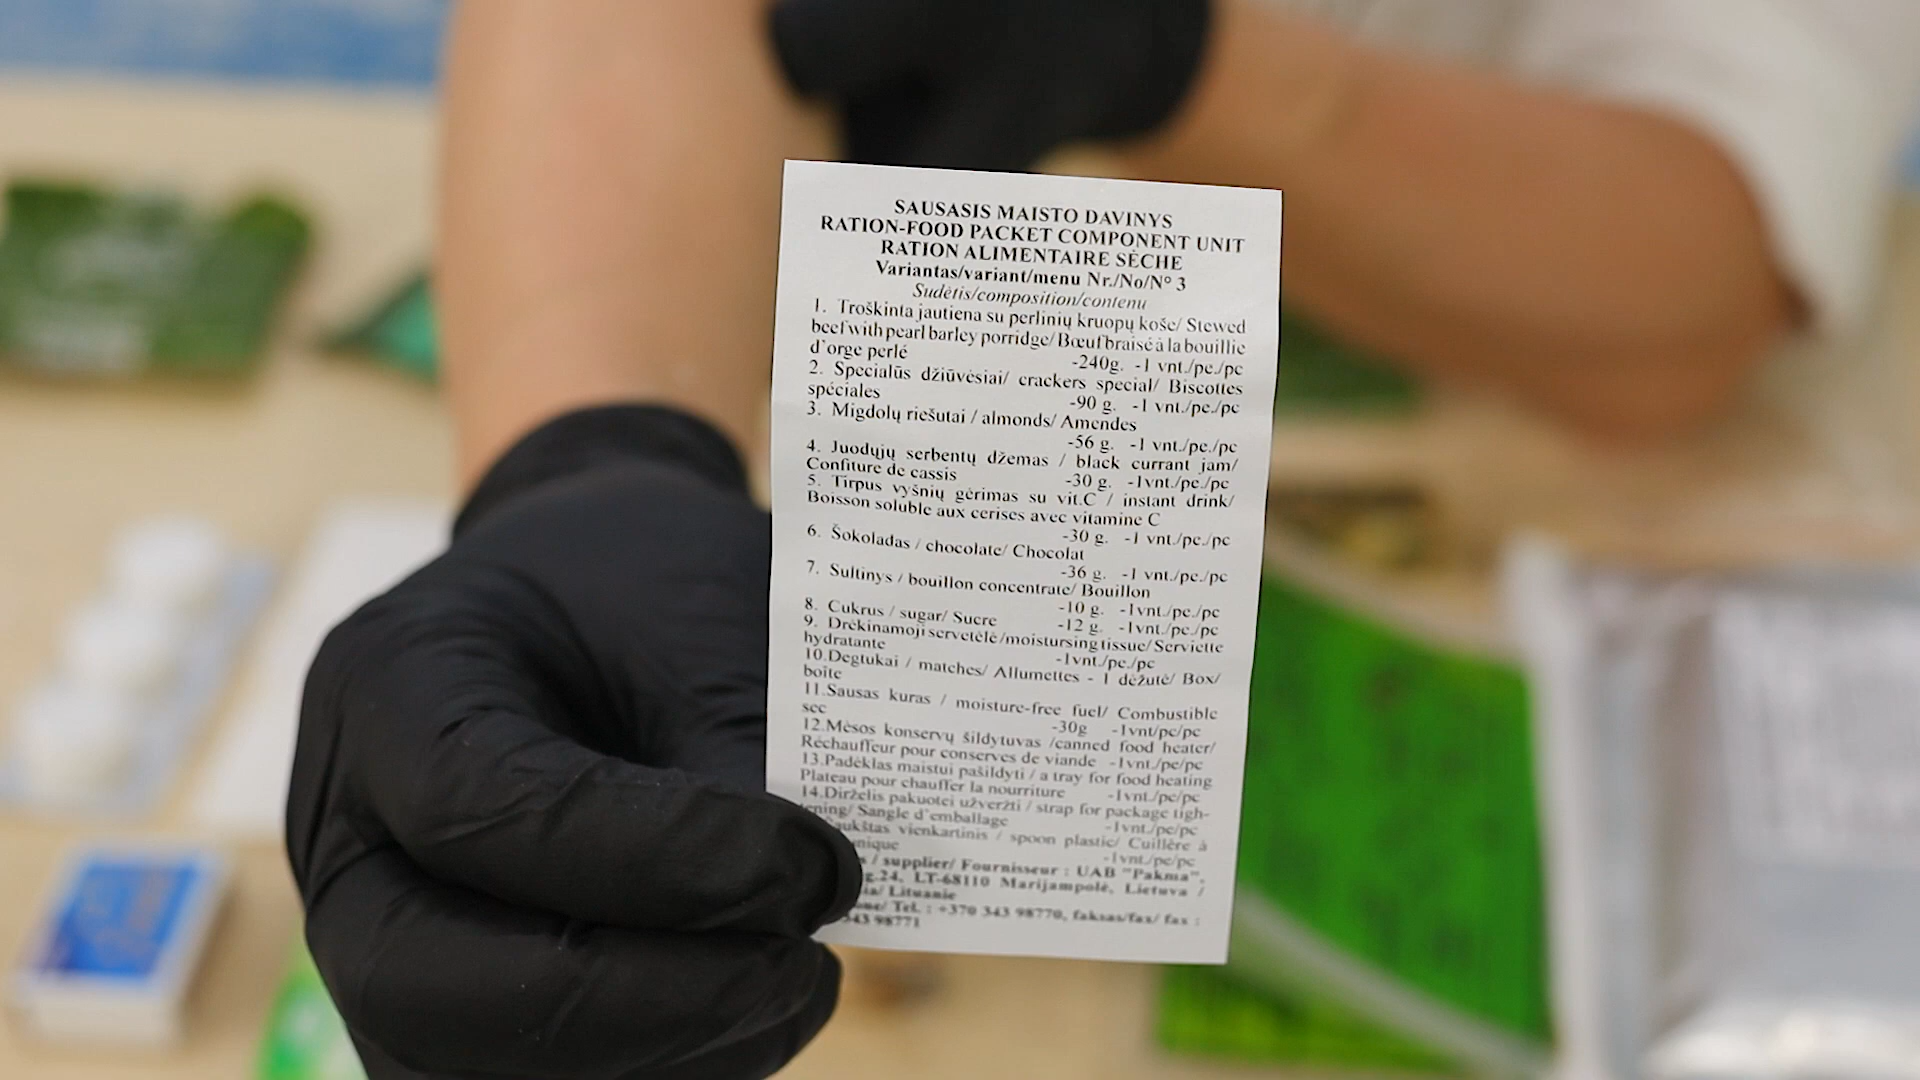 SAUSASIS MAISTO DAVINYS
RATION-FOOD PACKET COMPONENT UNIT
RATION ALIMENTAIRE SÈCHE
Variantas/variant/menu Nr./No/N° 3
Sudėtis/composition/contenu
1. Troškinta jautiena su perlinių kruopų koše/ Stewed
beef with pearl barley porridge/ Bœuf braisé à la bouillie
d`orge perlé -240g. -1 vnt./pc./pc
2. Specialūs džiūvėsiai/ crackers special/ Biscottes
spéciales -90 g. -1 vnt./pc./pc
3. Migdolų riešutai / almonds/ Amendes
-56 g. -1 vnt./pc./pc
4. Juodųjų serbentų džemas / black currant jam/
Confiture de cassis -30 g. -1vnt./pc./pc
5. Tirpus vyšnių gėrimas su vit.C / instant drink/
Boisson soluble aux cerises avec vitamine C
-30 g. -1 vnt./pc./pc
6. Šokoladas / chocolate/ Chocolat
-36 g. -1 vnt./pc./pc
7. Sultinys / bouillon concentrate/ Bouillon
-10 g. -1vnt./pc./pc
8. Cukrus / sugar/ Sucre -12 g. -1vnt./pc./pc
9. Drėkinamoji servetėlė /moistursing tissue/ Serviette
hydratante -1vnt./pc./pc
10.Degtukai / matches/ Allumettes - 1 dėžutė/ Box/
boîte
11.Sausas kuras / moisture-free fuel/ Combustible
sec -30g -1vnt/pc/pc
12.Mėsos konservų šildytuvas /canned food heater/
Réchauffeur pour conserves de viande -1vnt./pc/pc
13.Padėklas maistui pašildyti / a tray for food heating
Plateau pour chauffer la nourriture -1vnt./pc/pc
14.Dirželis pakuotei užveržti / strap for package tigh-
tening/ Sangle d`emballage -1vnt./pc/pc
vienkartinis / spoon plastic/ Cuillère à
-1vnt./pc/pc
/ supplier/ Fournisseur : UAB "Pakma",
g.24, LT-68110 Marijampolė, Lietuva /
Lituanie
Tel. : +370 343 98770, faksas/fax/ fax :
343 98771